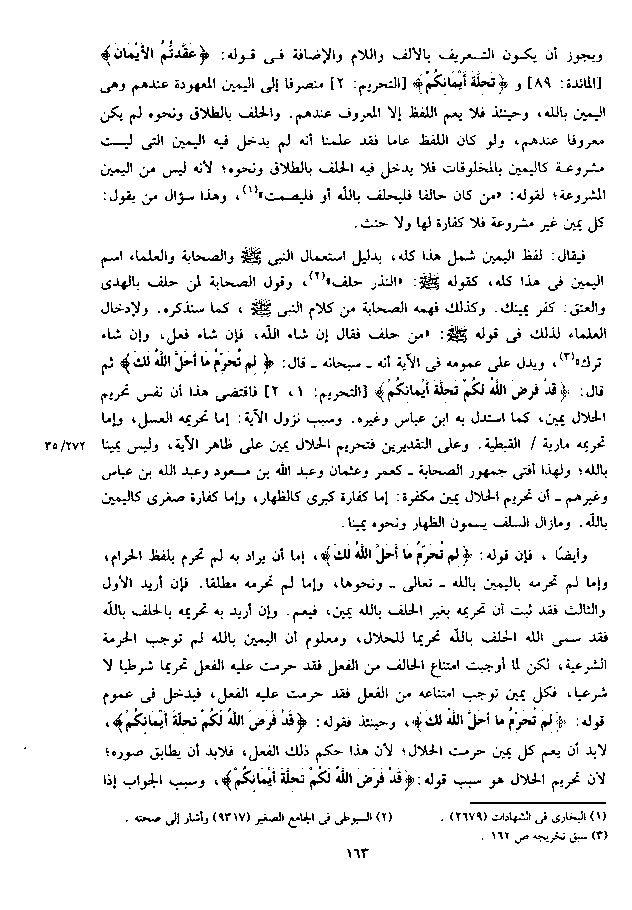 ويجوز أن يكون التعريف بالألف واللام والإضافة فى قوله: ﴿عَقَّدتُّمُ الأَيْمَانَ﴾
[المائدة: ٨٩] و ﴿تَحِلَّةَ أَيْمَانِكُمْ﴾ [التحريم: ٢] منصرفا إلى اليمين المعهودة عندهم وهى
اليمين بالله، وحينئذ فلا يعم اللفظ إلا المعروف عندهم. والحلف بالطلاق ونحوه لم يكن
معروفا عندهم، ولو كان اللفظ عاما فقد علمنا أنه لم يدخل فيه اليمين التى ليست
مشروعة كاليمين بالمخلوقات فلا يدخل فيه الحلف بالطلاق ونحوه؛ لأنه ليس من اليمين
المشروعة؛ لقوله: «من كان حالفا فليحلف بالله أو فليصمت»(١)، وهذا سؤال من يقول:
كل يمين غير مشروعة فلا كفارة لها ولا حنث.
فيقال: لفظ اليمين شمل هذا كله، بدليل استعمال النبى ﷺ والصحابة والعلماء اسم
اليمين فى هذا كله، كقوله ﷺ: «النذر حلف»(٢)، وقول الصحابة لمن حلف بالهدى
والعتق: كفر يمينك. وكذلك فهمه الصحابة من كلام النبى ﷺ ، كما سنذكره. ولإدخال
العلماء لذلك فى قوله ﷺ: «من حلف فقال إن شاء الله، فإن شاء فعل، وإن شاء
ترك»(٣)، ويدل على عمومه فى الآية أنه ـ سبحانه ـ قال: ﴿لِمَ تُحَرِّمُ مَا أَحَلَّ اللَّهُ لَكَ﴾ ثم
قال: ﴿قَدْ فَرَضَ اللَّهُ لَكُمْ تَحِلَّةَ أَيْمَانِكُمْ﴾ [التحريم: ١، ٢] فاقتضى هذا أن نفس تحريم
الحلال يمين، كما استدل به ابن عباس وغيره. وسبب نزول الآية: إما تحريمه العسل، وإما
تحريمه مارية / القبطية. وعلى التقديرين فتحريم الحلال يمين على ظاهر الآية، وليس يمينا ٣٥/٢٧٢
بالله؛ ولهذا أفتى جمهور الصحابة ـ كعمر وعثمان وعبد الله بن مسعود وعبد الله بن عباس
وغيرهم ـ أن تحريم الحلال يمين مكفرة: إما كفارة كبرى كالظهار، وإما كفارة صغرى كاليمين
بالله. ومازال السلف يسمون الظهار ونحوه يمينا.
وأيضًا ، فإن قوله: ﴿لِمَ تُحَرِّمُ مَا أَحَلَّ اللَّهُ لَكَ﴾، إما أن يراد به لم تحرم بلفظ الحرام،
وإما لم تحرمه باليمين بالله ـ تعالى ـ ونحوها، وإما لم تحرمه مطلقا. فإن أريد الأول
والثالث فقد ثبت أن تحريمه بغير الحلف بالله يمين، فيعم. وإن أريد به تحريمه بالحلف بالله
فقد سمى الله الحلف بالله تحريما للحلال، ومعلوم أن اليمين بالله لم توجب الحرمة
الشرعية، لكن لما أوجبت امتناع الحالف من الفعل فقد حرمت عليه الفعل تحريما شرطيا لا
شرعيا، فكل يمين توجب امتناعه من الفعل فقد حرمت عليه الفعل، فيدخل فى عموم
قوله: ﴿لِمَ تُحَرِّمُ مَا أَحَلَّ اللَّهُ لَكَ﴾، وحينئذ فقوله: ﴿قَدْ فَرَضَ اللَّهُ لَكُمْ تَحِلَّةَ أَيْمَانِكُمْ﴾،
لابد أن يعم كل يمين حرمت الحلال؛ لأن هذا حكم ذلك الفعل، فلابد أن يطابق صوره؛
لأن تحريم الحلال هو سبب قوله:﴿قَدْ فَرَضَ اللَّهُ لَكُمْ تَحِلَّةَ أَيْمَانِكُمْ﴾، وسبب الجواب إذا
(١) البخارى فى الشهادات (٢٦٧٩) . (٢) السيوطى فى الجامع الصغير (٩٣١٧) وأشار إلى صحته .
(٣) سبق تخريجه ص ١٦٢ .
١٦٣